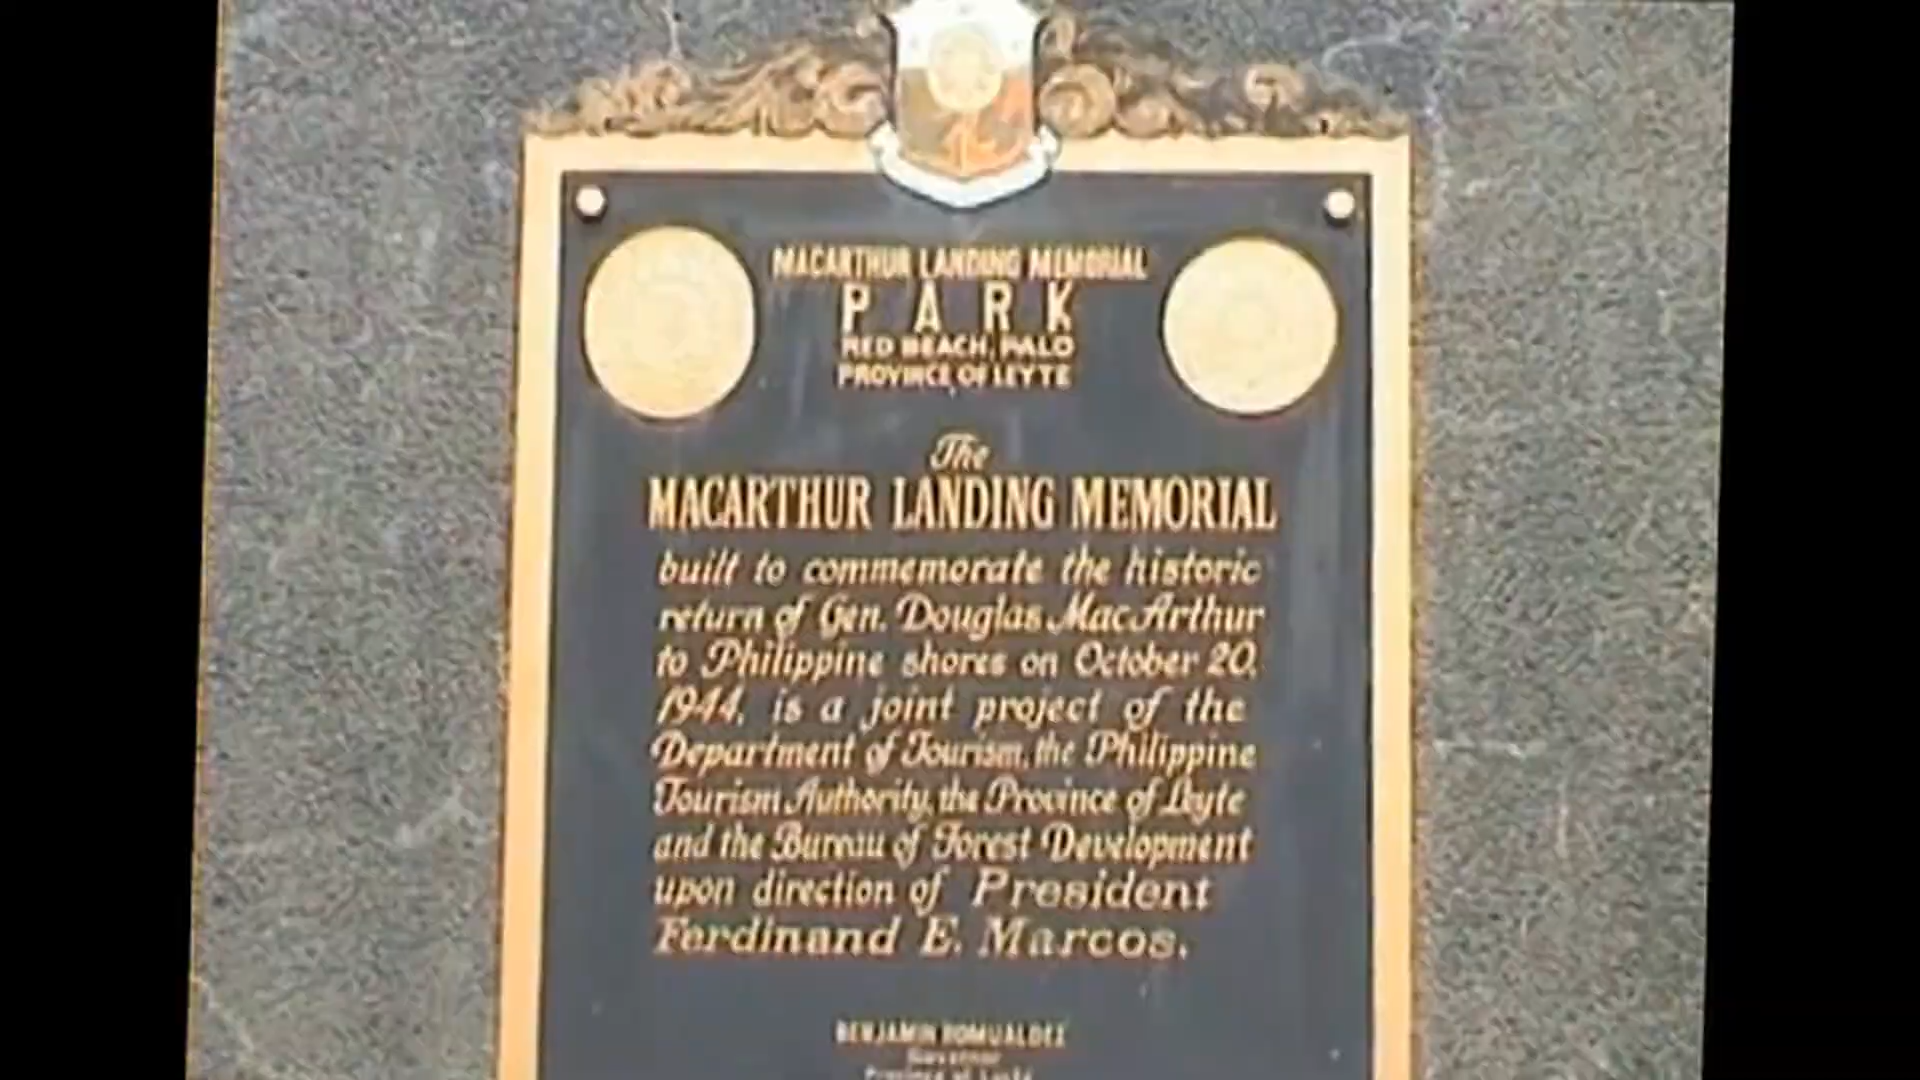 MACARTHUR LANDING MEMORIAL
PARK
RED BEACH, PALO
PROVINCE OF LEYTE
The
MACARTHUR LANDING MEMORIAL
built to commemorate the historic
return of Gen. Douglas MacArthur
to Philippine shores on October 20,
1944, is a joint project of the
Department of Tourism, the Philippine
Tourism Authority, the Province of Leyte
and the Bureau of Forest Development
upon direction of President
Ferdinand E. Marcos.
BENJAMIN ROMUALDEZ
Governor
Province of Leyte